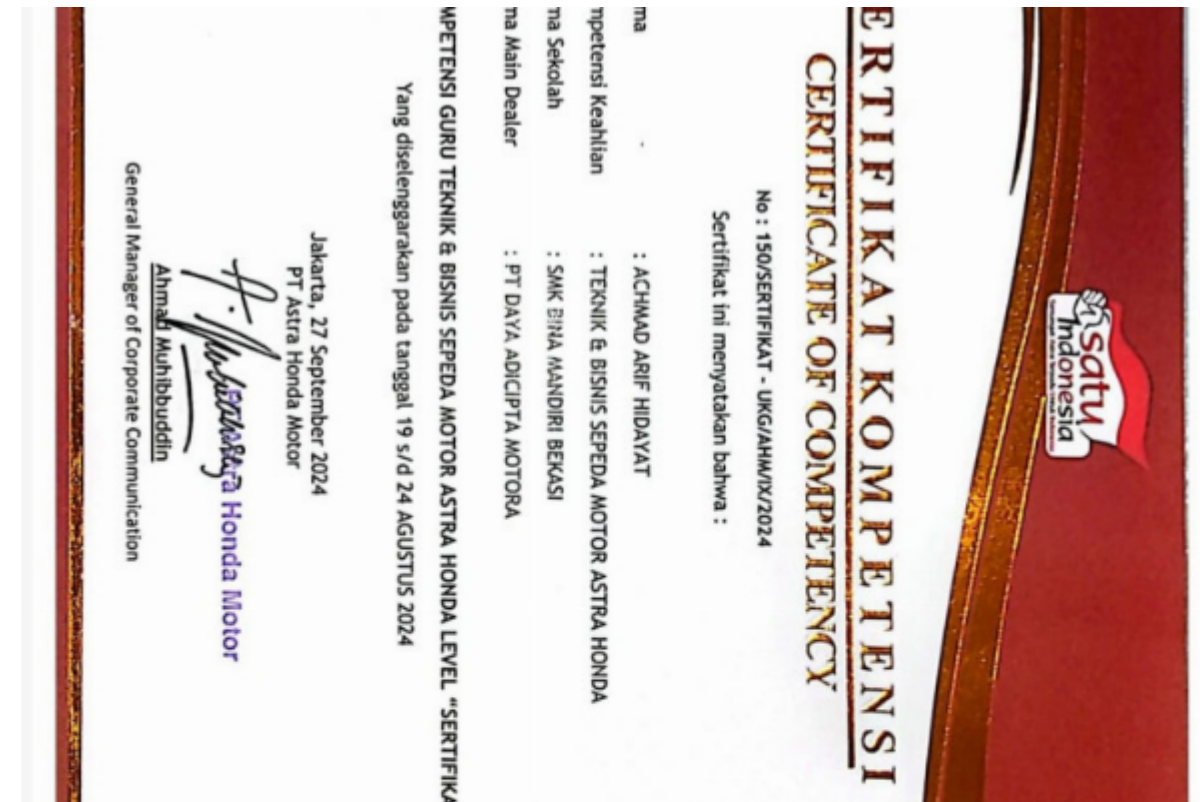 satu
Indonesia
ERTIFIKAT KOMPETENSI
CERTIFICATE OF COMPETENCY
No : 150/SERTIFIKAT - UKG/AHM/IX/2024
Sertifikat ini menyatakan bahwa :
ma : ACHMAD ARIF HIDAYAT
mpetensi Keahlian : TEKNIK & BISNIS SEPEDA MOTOR ASTRA HONDA
ma Sekolah : SMK BINA MANDIRI BEKASI
ma Main Dealer : PT DAYA ADICIPTA MOTORA
MPETENSI GURU TEKNIK & BISNIS SEPEDA MOTOR ASTRA HONDA LEVEL "SERTIFIKA
Yang diselenggarakan pada tanggal 19 s/d 24 AGUSTUS 2024
Jakarta, 27 September 2024
PT Astra Honda Motor
Honda Motor
Ahmad Muhibbuddin
General Manager of Corporate Communication